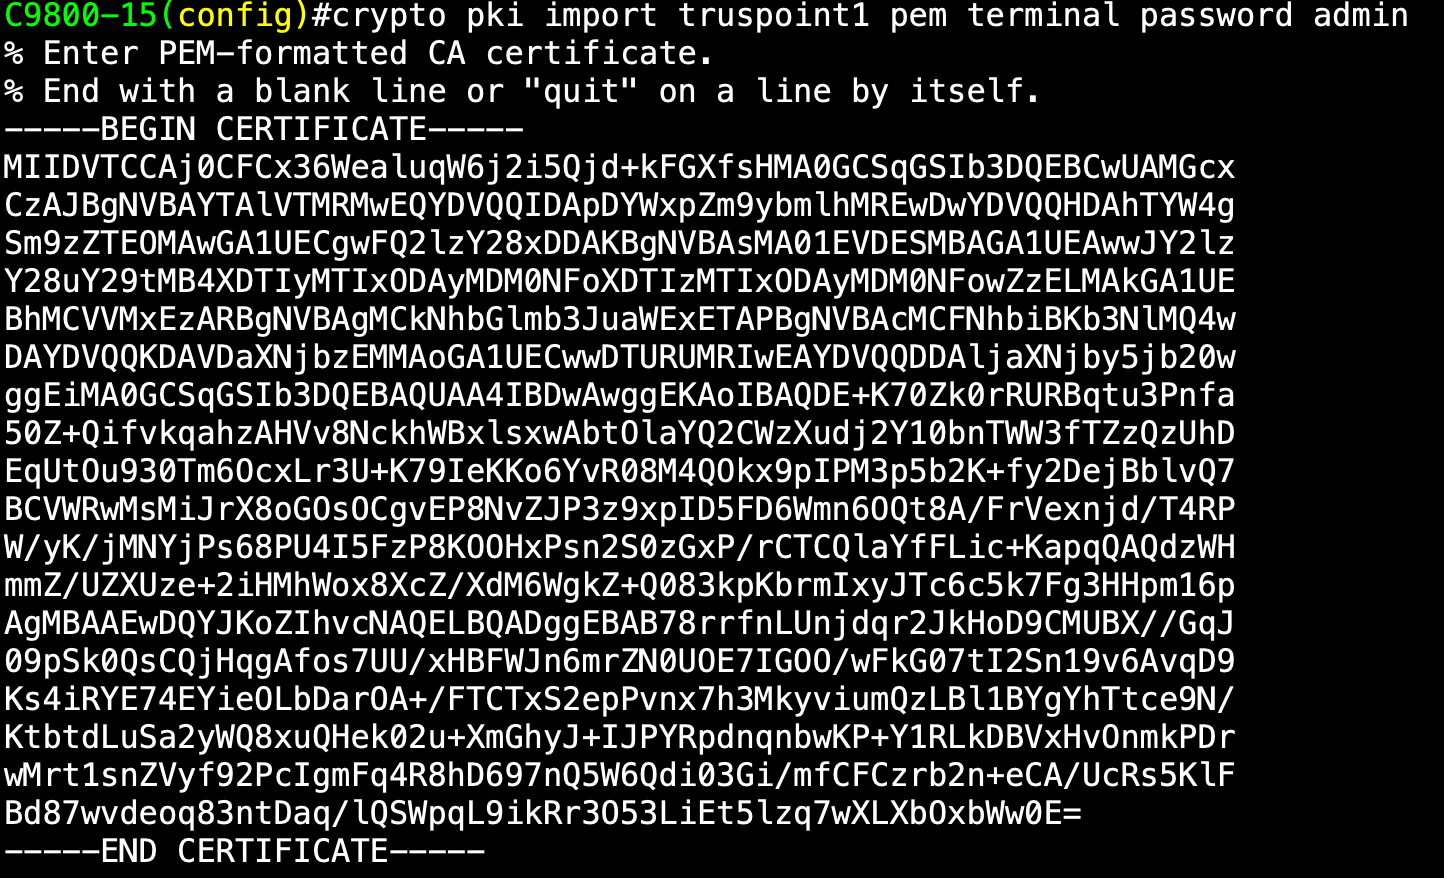 C9800-15(config)#crypto pki import truspoint1 pem terminal password admin
% Enter PEM-formatted CA certificate.
% End with a blank line or "quit" on a line by itself.
-----BEGIN CERTIFICATE-----
MIIDVTCCAj0CFCx36WealuqW6j2i5Qjd+kFGXfsHMA0GCSqGSIb3DQEBCwUAMGcx
CzAJBgNVBAYTAlVTMRMwEQYDVQQIDApDYWxpZm9ybmlhMREwDwYDVQQHDAhTYW4g
Sm9zZTEOMAwGA1UECgwFQ2lzY28xDDAKBgNVBAsMA01EVDESMBAGA1UEAwwJY2lz
Y28uY29tMB4XDTIyMTIxODAyMDM0NFoXDTIzMTIxODAyMDM0NFowZzELMAkGA1UE
BhMCVVMxEzARBgNVBAgMCkNhbGlmb3JuaWExETAPBgNVBAcMCFNhbiBKb3NlMQ4w
DAYDVQQKDAVDaXNjbzEMMAoGA1UECwwDTURUMRIwEAYDVQQDDAljaXNjby5jb20w
ggEiMA0GCSqGSIb3DQEBAQUAA4IBDwAwggEKAoIBAQDE+K70Zk0rRURBqtu3Pnfa
50Z+QifvkqahzAHVv8NckhWBxlsxwAbtOlaYQ2CWzXudj2Y10bnTWW3fTZzQzUhD
EqUtOu930Tm6OcxLr3U+K79IeKKo6YvR08M4QOkx9pIPM3p5b2K+fy2DejBblvQ7
BCVWRwMsMiJrX8oGOsOCgvEP8NvZJP3z9xpID5FD6Wmn6OQt8A/FrVexnjd/T4RP
W/yK/jMNYjPs68PU4I5FzP8KOOHxPsn2S0zGxP/rCTCQlaYfFLic+KapqQAQdzWH
mmZ/UZXUze+2iHMhWox8XcZ/XdM6WgkZ+Q083kpKbrmIxyJTc6c5k7Fg3HHpm16p
AgMBAAEwDQYJKoZIhvcNAQELBQADggEBAB78rrfnLUnjdqr2JkHoD9CMUBX//GqJ
09pSk0QsCQjHqgAfos7UU/xHBFWJn6mrZN0UOE7IGOO/wFkG07tI2Sn19v6AvqD9
Ks4iRYE74EYieOLbDarOA+/FTCTxS2epPvnx7h3MkyviumQzLBl1BYgYhTtce9N/
KtbtdLuSa2yWQ8xuQHek02u+XmGhyJ+IJPYRpdnqnbwKP+Y1RLkDBVxHvOnmkPDr
wMrt1snZVyf92PcIgmFq4R8hD697nQ5W6Qdi03Gi/mfCFCzrb2n+eCA/UcRs5KlF
Bd87wvdeoq83ntDaq/lQSWpqL9ikRr3O53LiEt5lzq7wXLXbOxbWw0E=
-----END CERTIFICATE-----